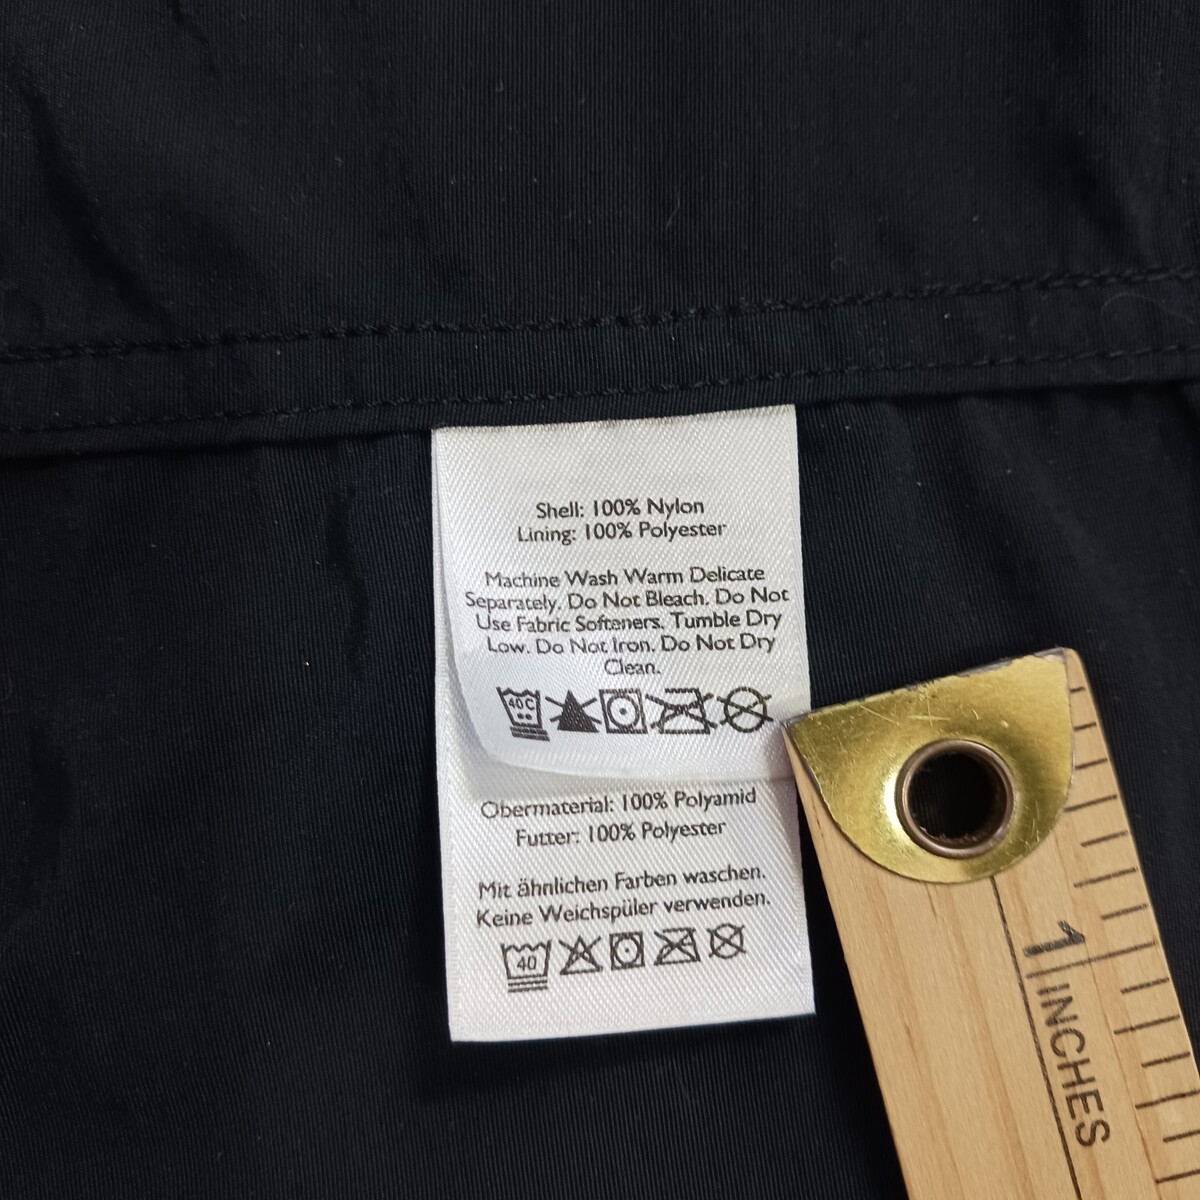 Shell: 100% Nylon
Lining: 100% Polyester
Machine Wash Warm Delicate
Separately. Do Not Bleach. Do Not
Use Fabric Softeners. Tumble Dry
Low. Do Not Iron. Do Not Dry
Clean.
40C
Obermaterial: 100% Polyamid
Futter: 100% Polyester
Mit ähnlichen Farben waschen.
Keine Weichspüler verwenden.
40
1
INCHES